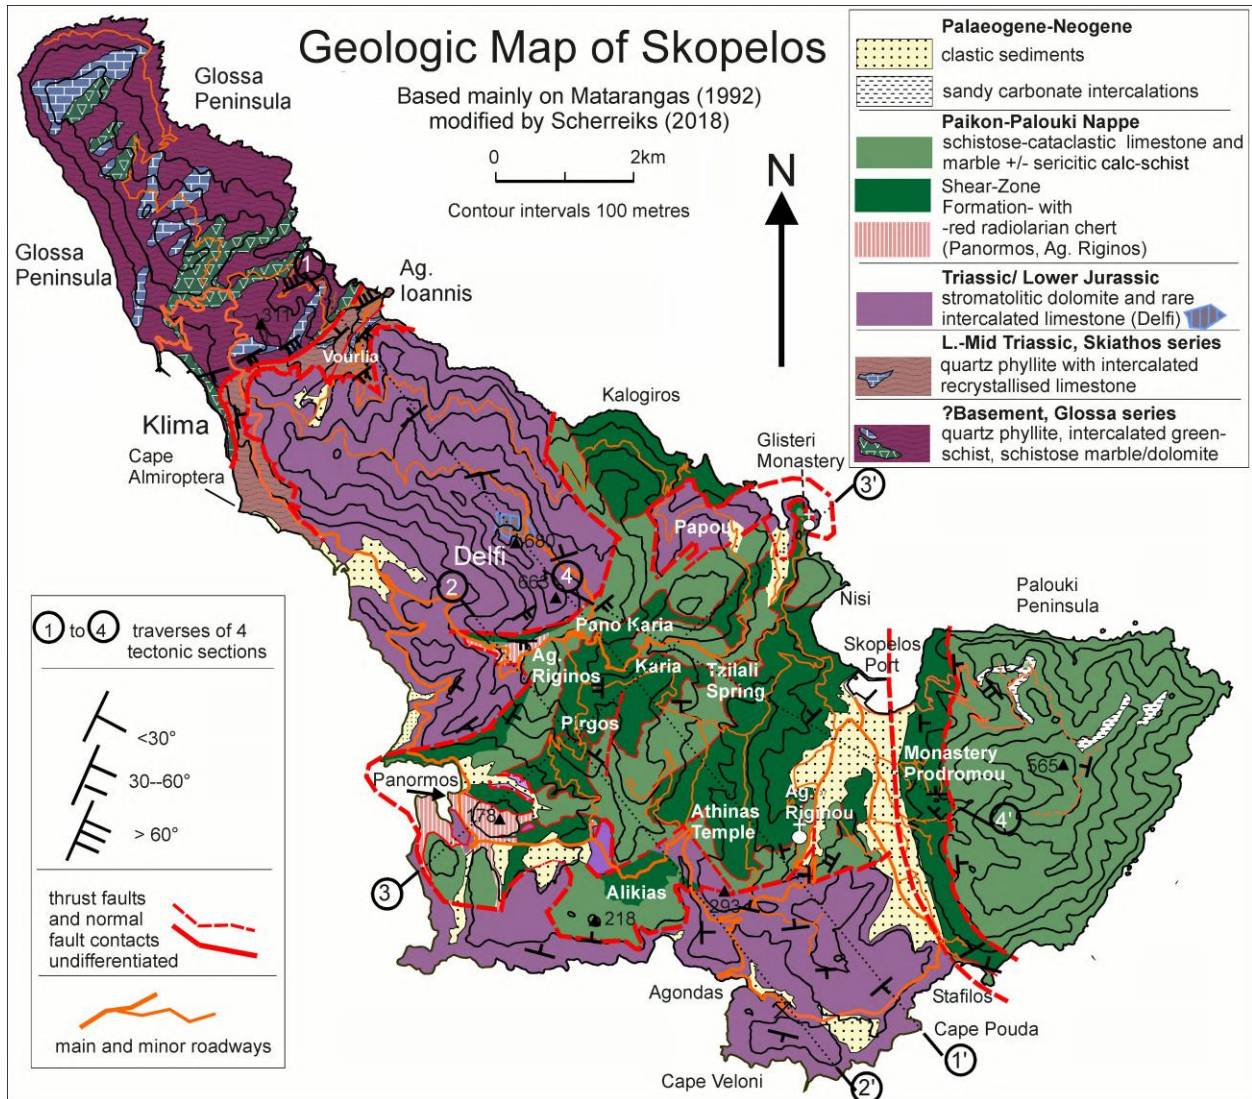 Geologic Map of Skopelos
Based mainly on Matarangas (1992)
modified by Scherreiks (2018)
0 2km
Contour intervals 100 metres
N
Palaeogene-Neogene
clastic sediments
sandy carbonate intercalations
Paikon-Palouki Nappe
schistose-cataclastic limestone and
marble +/- sericitic calc-schist
Shear-Zone
Formation- with
-red radiolarian chert
(Panormos, Ag. Riginos)
Triassic/ Lower Jurassic
stromatolitic dolomite and rare
intercalated limestone (Delfi)
L.-Mid Triassic, Skiathos series
quartz phyllite with intercalated
recrystallised limestone
?Basement, Glossa series
quartz phyllite, intercalated green-
schist, schistose marble/dolomite
Glossa
Peninsula
Glossa
Peninsula
1
Ag.
Ioannis
311
Vourlia
Klima
Cape
Almiroptera
Kalogiros
Glisteri
Monastery
3'
Papou
Delfi
680
663
2
4
Nisi
Palouki
Peninsula
Pano Karia
Skopelos
Port
Ag.
Riginos
Karia
Tzilali
Spring
Pirgos
Monastery
Prodromou
565
Panormos
178
Athinas
Temple
Ag.
Riginou
4'
3
Alikias
218
293
Agondas
Stafilos
Cape Pouda
1'
Cape Veloni
2'
1 to 4 traverses of 4
tectonic sections
<30°
30--60°
> 60°
thrust faults
and normal
fault contacts
undifferentiated
main and minor roadways